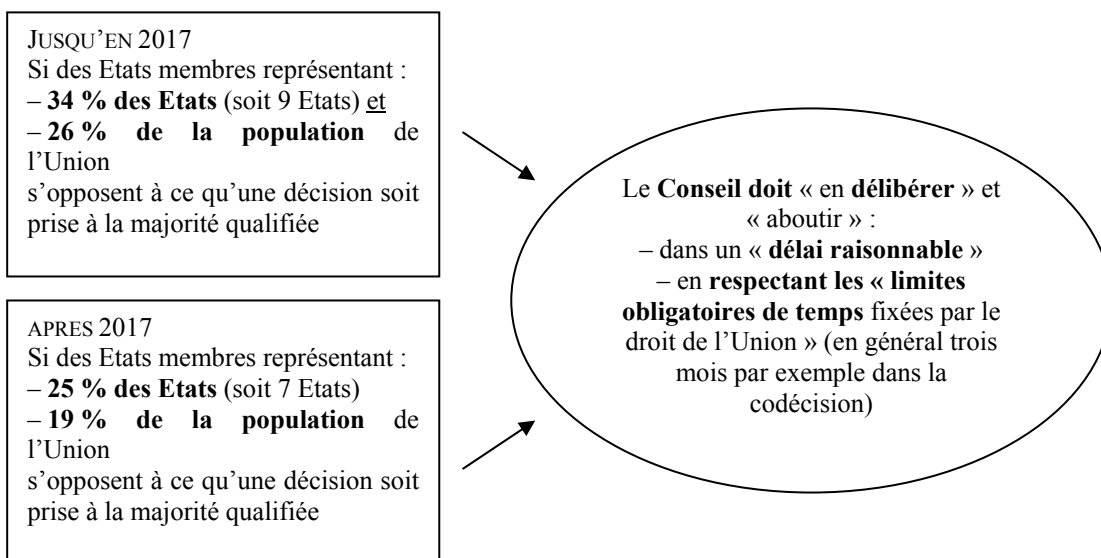 JUSQU’EN 2017
Si des Etats membres représentant :
– 34 % des Etats (soit 9 Etats) et
– 26 % de la population de
l’Union
s’opposent à ce qu’une décision soit
prise à la majorité qualifiée
APRES 2017
Si des Etats membres représentant :
– 25 % des Etats (soit 7 Etats)
– 19 % de la population de
l’Union
s’opposent à ce qu’une décision soit
prise à la majorité qualifiée
Le Conseil doit « en délibérer » et
« aboutir » :
– dans un « délai raisonnable »
– en respectant les « limites
obligatoires de temps fixées par le
droit de l’Union » (en général trois
mois par exemple dans la
codécision)